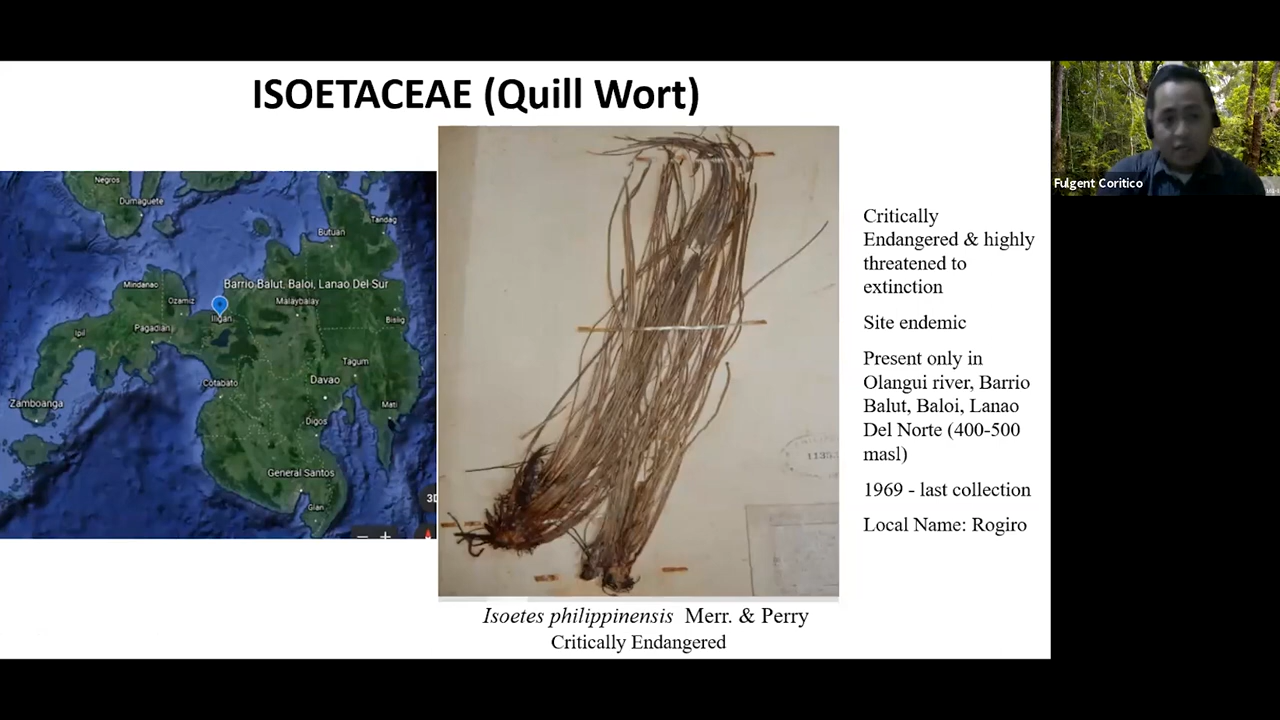 ISOETACEAE (Quill Wort)
Negros
Dumaguete
Tandag
Butuan
Mindanao
Barrio Balut, Baloi, Lanao Del Sur
Ozamiz
Malaybalay
Iligan
Bislig
Ipil
Pagadian
Tagum
Cotabato
Davao
Zamboanga
Mati
Digos
General Santos
Glan
3D
Isoetes philippinensis Merr. & Perry
Critically Endangered
Critically
Endangered & highly
threatened to
extinction
Site endemic
Present only in
Olangui river, Barrio
Balut, Baloi, Lanao
Del Norte (400-500
masl)
1969 - last collection
Local Name: Rogiro
Fulgent Coritico